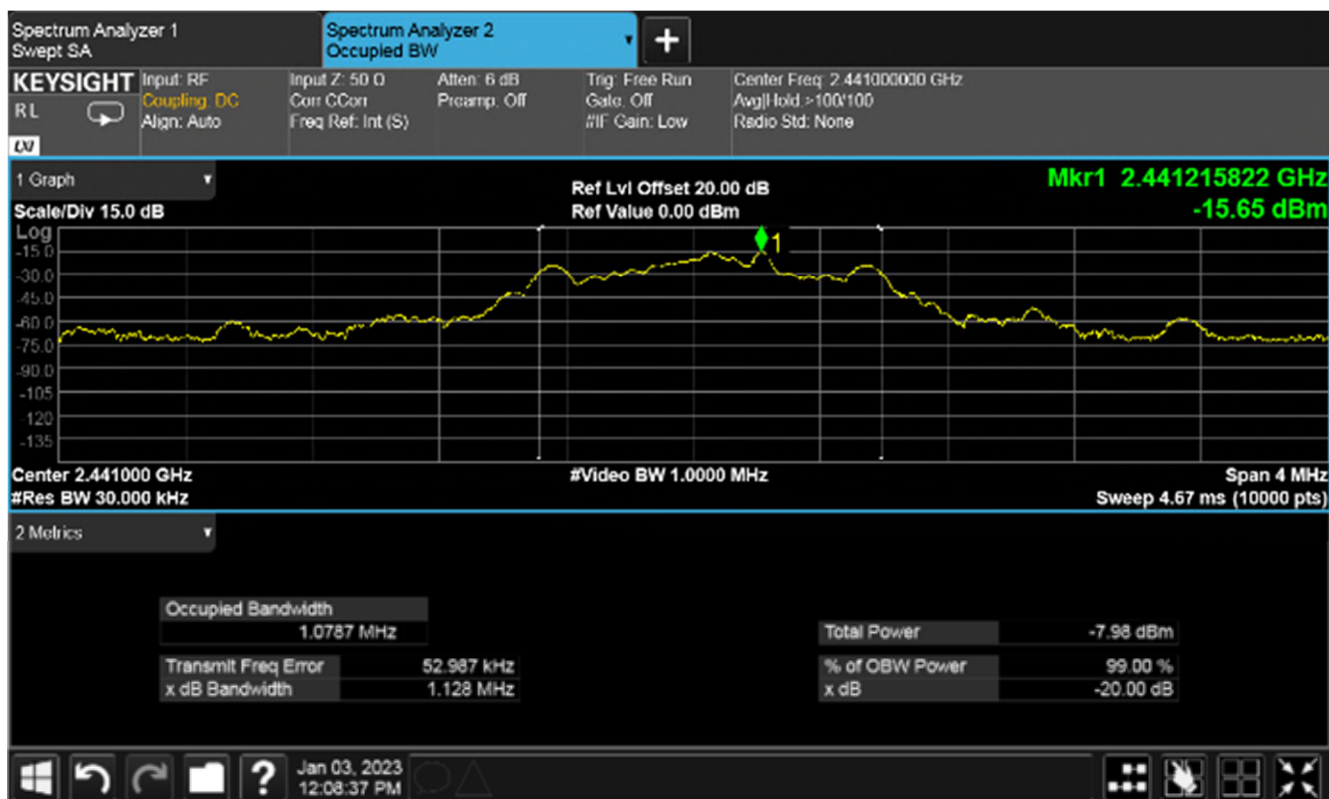 Spectrum Analyzer 1
Swept SA
Spectrum Analyzer 2
Occupied BW
KEYSIGHT
RL
LXI
Input: RF
Coupling: DC
Align: Auto
Input Z: 50 Ω
Corr CCorr
Freq Ref: Int (S)
Atten: 6 dB
Preamp: Off
Trig: Free Run
Gate: Off
#IF Gain: Low
Center Freq: 2.441000000 GHz
Avg|Hold:>100/100
Radio Std: None
1 Graph
Scale/Div 15.0 dB
Ref Lvl Offset 20.00 dB
Ref Value 0.00 dBm
Mkr1 2.441215822 GHz
-15.65 dBm
Log
1
-15.0
-30.0
-45.0
-60.0
-75.0
-90.0
-105
-120
-135
Center 2.441000 GHz
#Video BW 1.0000 MHz
Span 4 MHz
#Res BW 30.000 kHz
Sweep 4.67 ms (10000 pts)
2 Metrics
Occupied Bandwidth
1.0787 MHz
Total Power -7.98 dBm
Transmit Freq Error 52.987 kHz
% of OBW Power 99.00 %
x dB Bandwidth 1.128 MHz
x dB -20.00 dB
?
Jan 03, 2023
12:08:37 PM